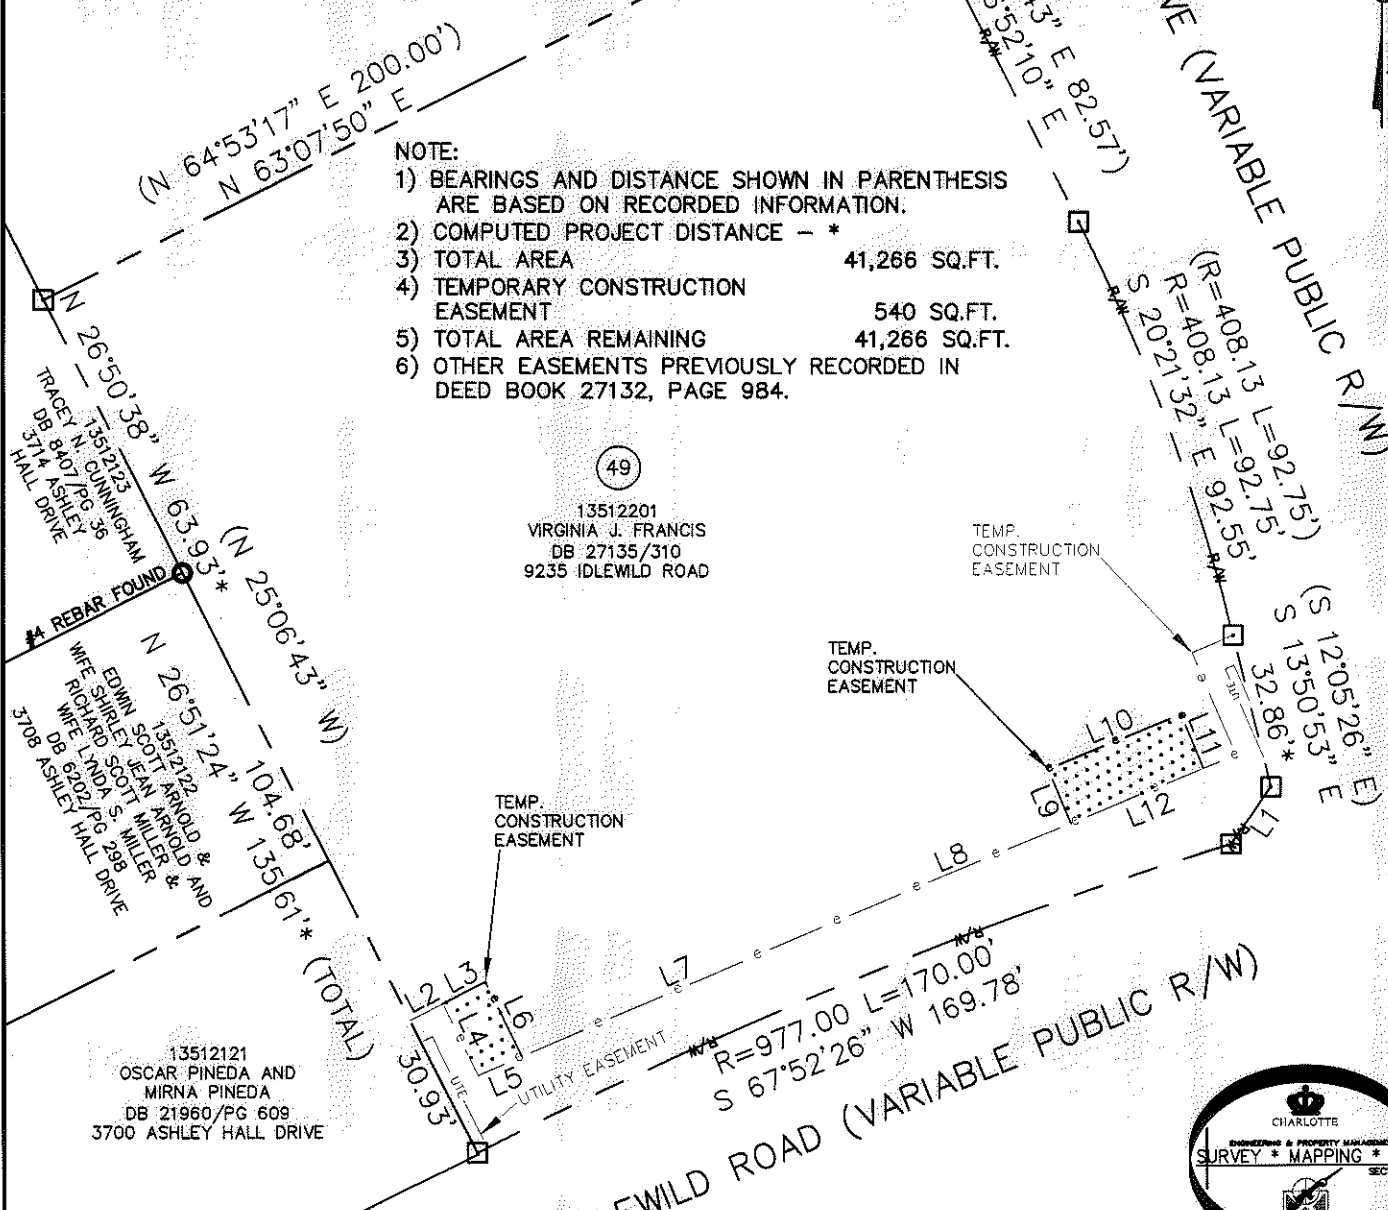 (N 64°53'17" E 200.00')
N 63°07'50" E
43" E 82.57')
52'10" E
R/W
VE (VARIABLE PUBLIC R/W)
NOTE:
1) BEARINGS AND DISTANCE SHOWN IN PARENTHESIS
ARE BASED ON RECORDED INFORMATION.
2) COMPUTED PROJECT DISTANCE – *
3) TOTAL AREA 41,266 SQ.FT.
4) TEMPORARY CONSTRUCTION
EASEMENT 540 SQ.FT.
5) TOTAL AREA REMAINING 41,266 SQ.FT.
6) OTHER EASEMENTS PREVIOUSLY RECORDED IN
DEED BOOK 27132, PAGE 984.
(R=408.13 L=92.75')
R=408.13 L=92.75'
S 20°21'32" E 92.55'
R/W
R/W
N 26°50'38" W 63.93'*
(N 25°06'43" W)
13512123
TRACEY N. CUNNINGHAM
DB 8407/PG 36
3714 ASHLEY
HALL DRIVE
#4 REBAR FOUND
49
13512201
VIRGINIA J. FRANCIS
DB 27135/310
9235 IDLEWILD ROAD
TEMP.
CONSTRUCTION
EASEMENT
TEMP.
CONSTRUCTION
EASEMENT
(S 12°05'26" E)
S 13°50'53" E
32.86'*
N 26°51'24" W 135.61'* (TOTAL)
104.68'
13512122
EDWIN SCOTT ARNOLD &
WIFE SHIRLEY JEAN ARNOLD AND
RICHARD SCOTT MILLER &
WIFE LYNDA S. MILLER
DB 6202/PG 298
3708 ASHLEY HALL DRIVE
L10
L11
L9
L12
L1
R/W
TEMP.
CONSTRUCTION
EASEMENT
L8
L7
L2
L3
L4
L6
L5
30.93'
UTE
UTILITY EASEMENT
R/W
R/W
R=977.00 L=170.00'
S 67°52'26" W 169.78'
EWILD ROAD (VARIABLE PUBLIC R/W)
13512121
OSCAR PINEDA AND
MIRNA PINEDA
DB 21960/PG 609
3700 ASHLEY HALL DRIVE
CHARLOTTE
ENGINEERING & PROPERTY MANAGEME
SURVEY * MAPPING *
SEC